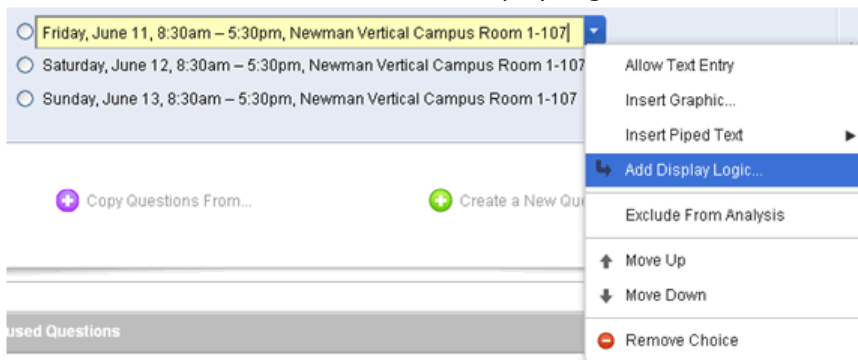 Friday, June 11, 8:30am – 5:30pm, Newman Vertical Campus Room 1-107
Saturday, June 12, 8:30am – 5:30pm, Newman Vertical Campus Room 1-107
Sunday, June 13, 8:30am – 5:30pm, Newman Vertical Campus Room 1-107
Allow Text Entry
Insert Graphic...
Insert Piped Text
Add Display Logic...
Exclude From Analysis
Move Up
Move Down
Remove Choice
Copy Questions From...
Create a New Que
used Questions